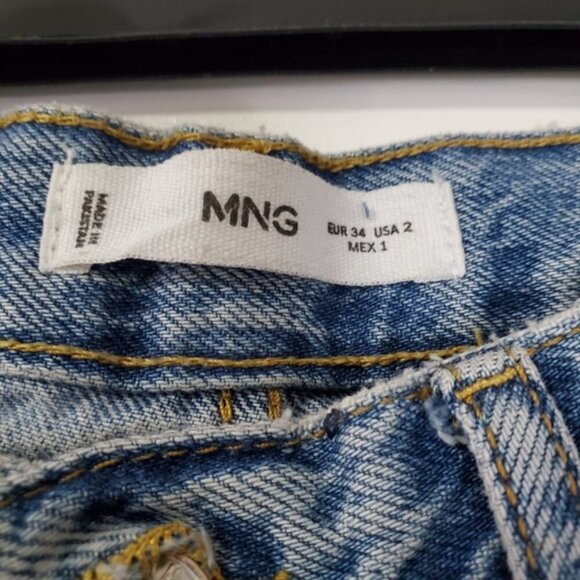 MADE IN
PAKISTAN
MNG
EUR 34 USA 2
MEX 1